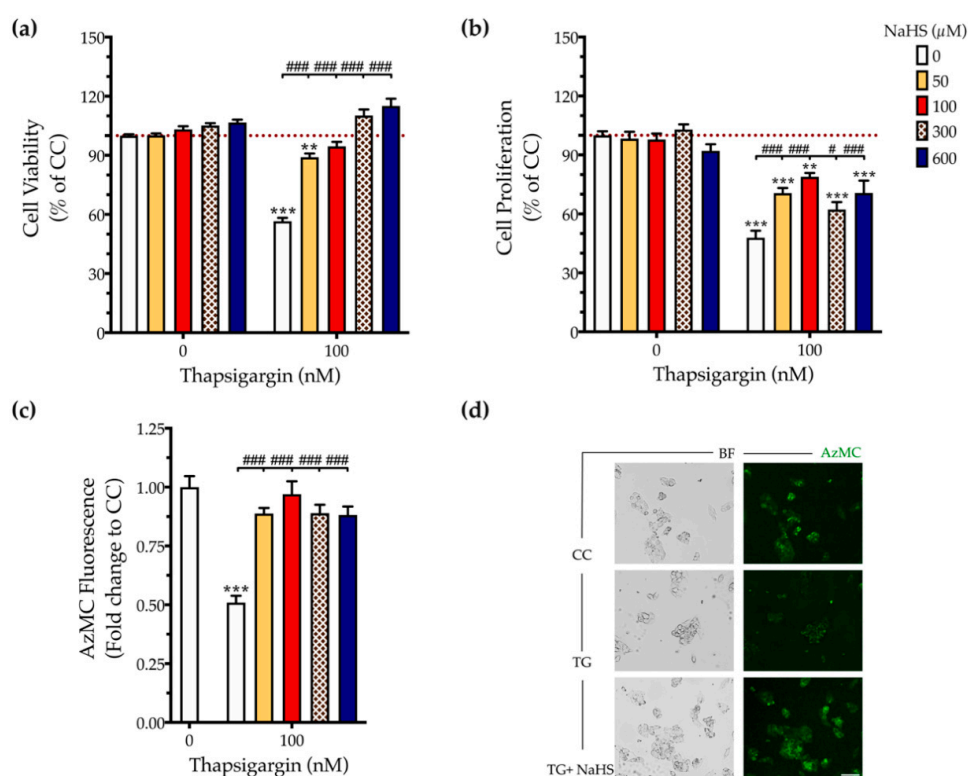 (a)
150
120
90
60
30
0
Cell Viability
(% of CC)
### ### ### ###
***
**
0
100
Thapsigargin (nM)
(b)
150
120
90
60
30
0
Cell Proliferation
(% of CC)
### ### # ###
***
***
**
***
***
0
100
Thapsigargin (nM)
NaHS (µM)
0
50
100
300
600
(c)
1.25
1.00
0.75
0.50
0.25
0.00
AzMC Fluorescence
(Fold change to CC)
### ### ### ###
***
0
100
Thapsigargin (nM)
(d)
BF
AzMC
CC
TG
TG+ NaHS